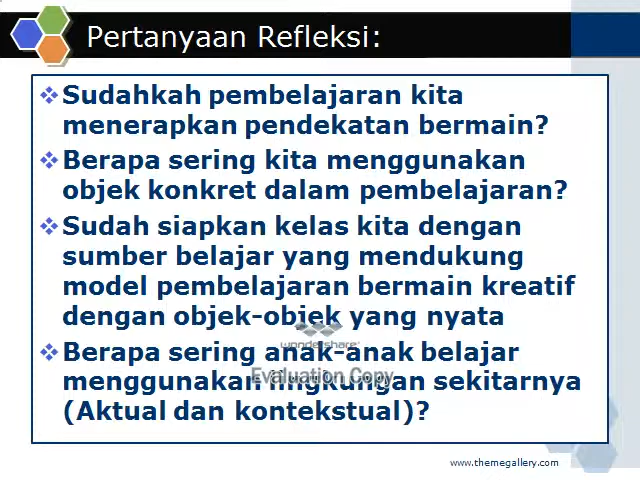 Pertanyaan Refleksi:
Sudahkah pembelajaran kita
menerapkan pendekatan bermain?
Berapa sering kita menggunakan
objek konkret dalam pembelajaran?
Sudah siapkan kelas kita dengan
sumber belajar yang mendukung
model pembelajaran bermain kreatif
dengan objek-objek yang nyata
wondershare
Berapa sering anak-anak belajar
Evaluation Copy
menggunakan lingkungan sekitarnya
(Aktual dan kontekstual)?
www.themegallery.com